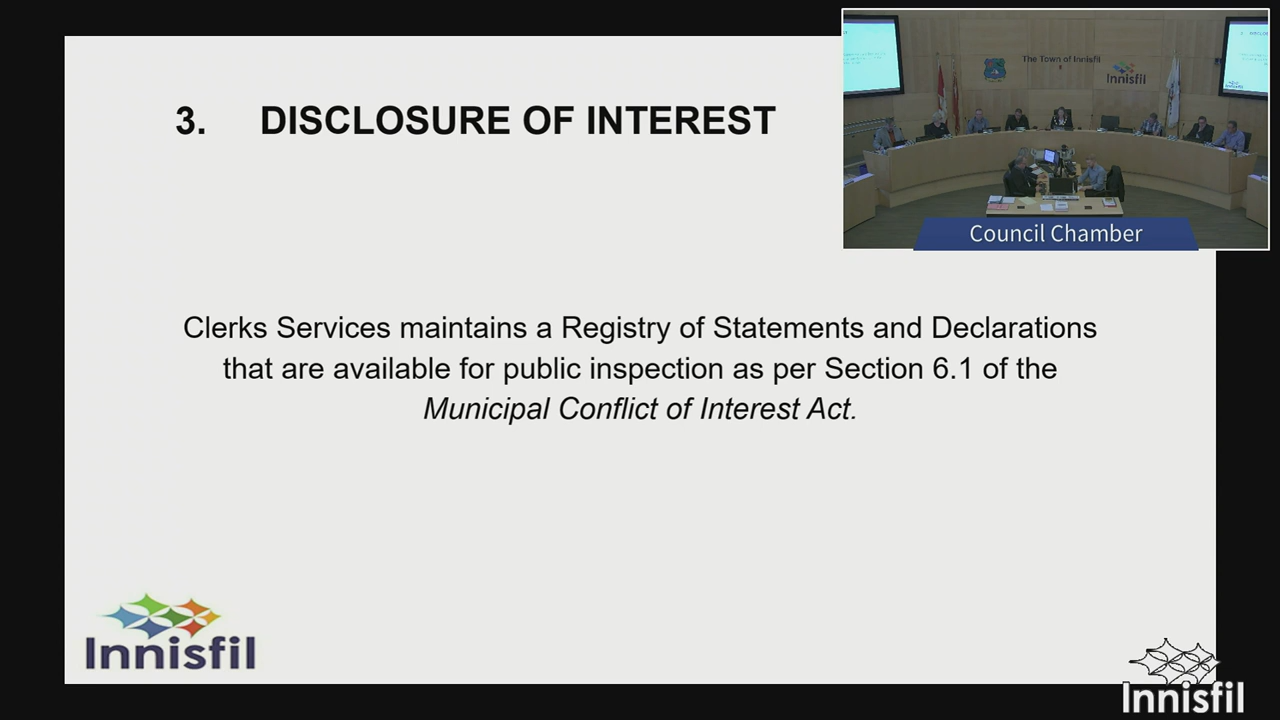 3. DISCLOSURE OF INTEREST
The Town of Innisfil
Innisfil
Council Chamber
Clerks Services maintains a Registry of Statements and Declarations
that are available for public inspection as per Section 6.1 of the
Municipal Conflict of Interest Act.
Innisfil
Innisfil